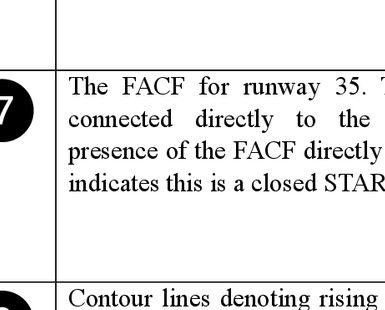 7
The FACF for runway 35.
connected directly to the
presence of the FACF directly
indicates this is a closed STAR
Contour lines denoting rising